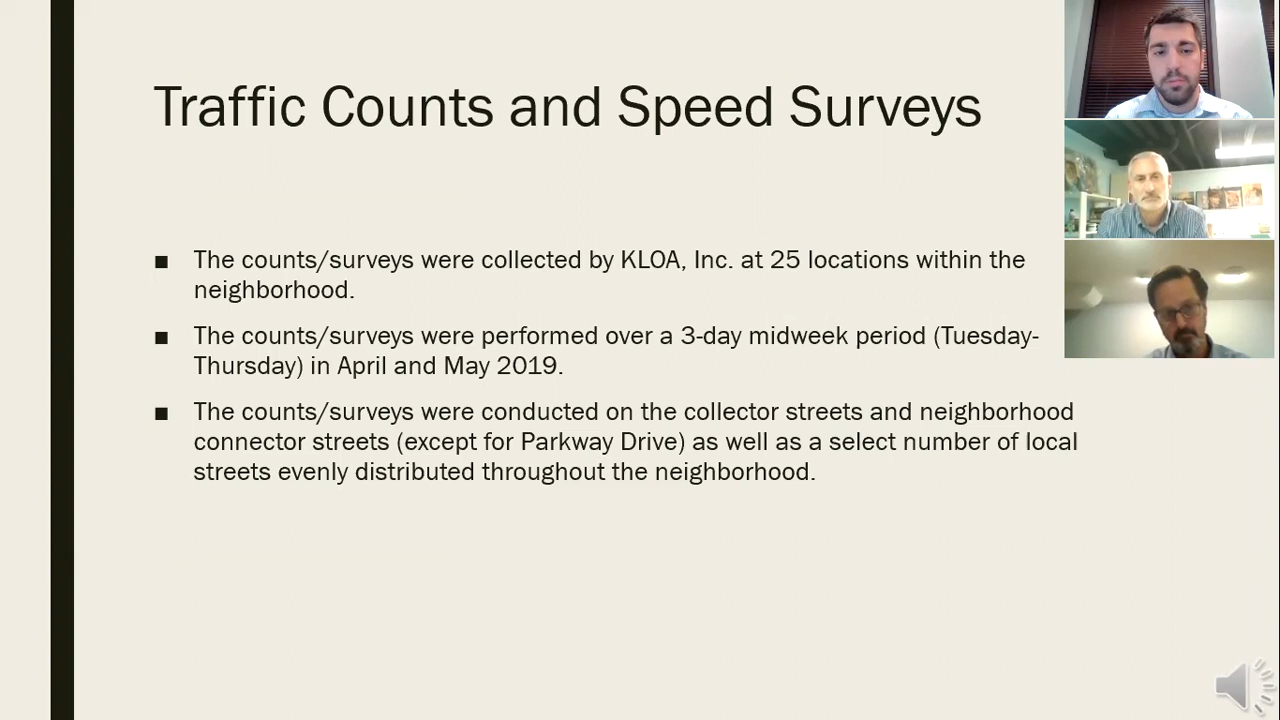 Traffic Counts and Speed Surveys
■ The counts/surveys were collected by KLOA, Inc. at 25 locations within the
neighborhood.
■ The counts/surveys were performed over a 3-day midweek period (Tuesday-
Thursday) in April and May 2019.
■ The counts/surveys were conducted on the collector streets and neighborhood
connector streets (except for Parkway Drive) as well as a select number of local
streets evenly distributed throughout the neighborhood.